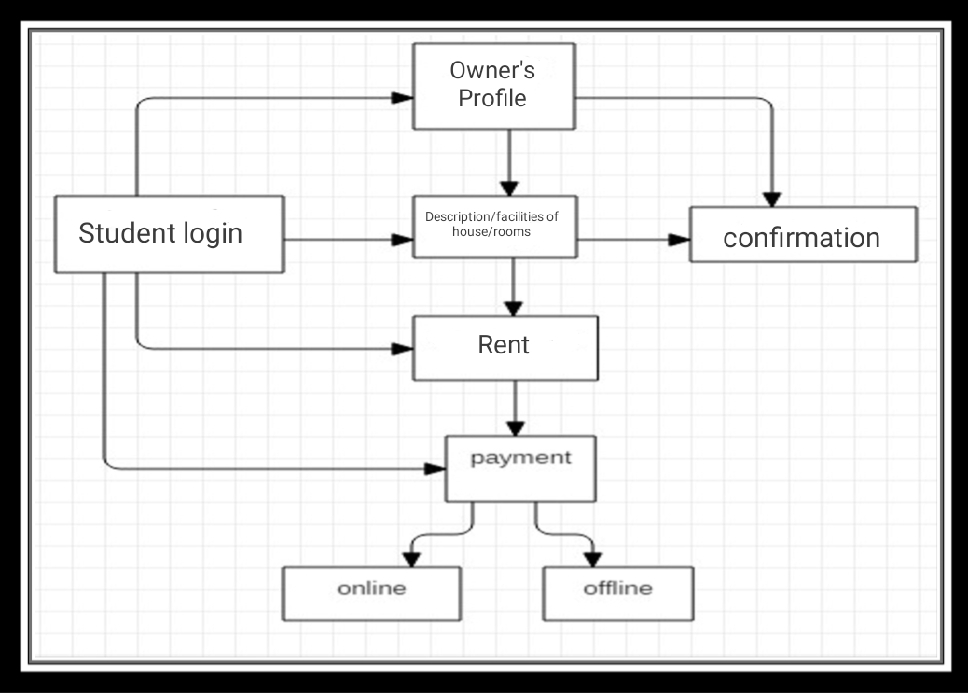 Owner's
Profile
Student login
Description/facilities of
house/rooms
confirmation
Rent
payment
online
offline